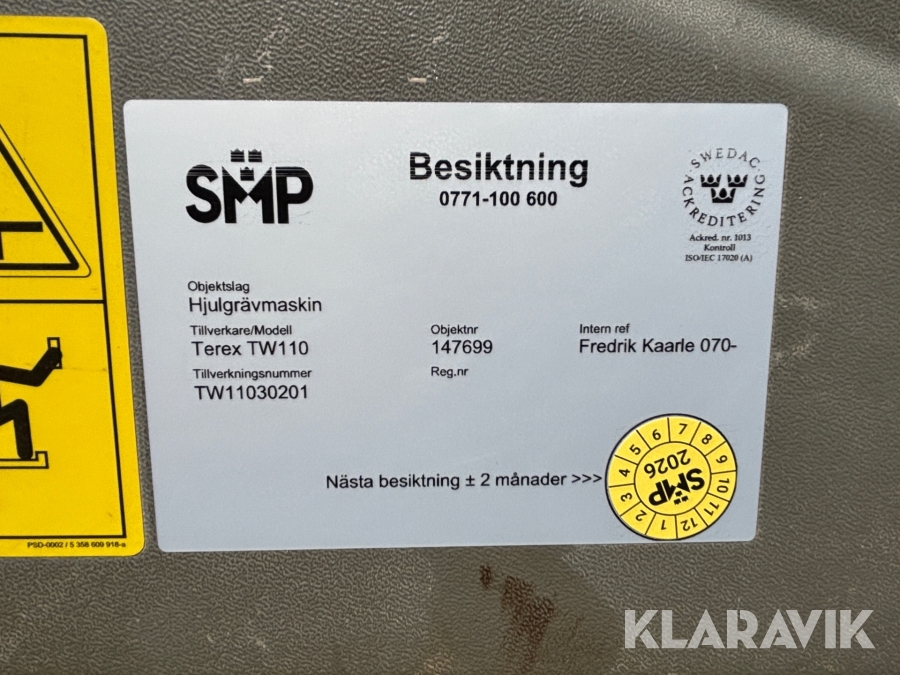 SMP
Besiktning
0771-100 600
SWEDAC
ACKREDITERING
Ackred. nr. 1013
Kontroll
ISO/IEC 17020 (A)
Objektslag
Hjulgrävmaskin
Tillverkare/Modell
Terex TW110
Objektnr
147699
Intern ref
Fredrik Kaarle 070-
Tillverkningsnummer
TW11030201
Reg.nr
Nästa besiktning ± 2 månader >>>
1 2 3 4 5 6 7 8 9 10 11 12
SMP
2026
PSD-0002 / 5 358 609 918-a
KLARAVIK